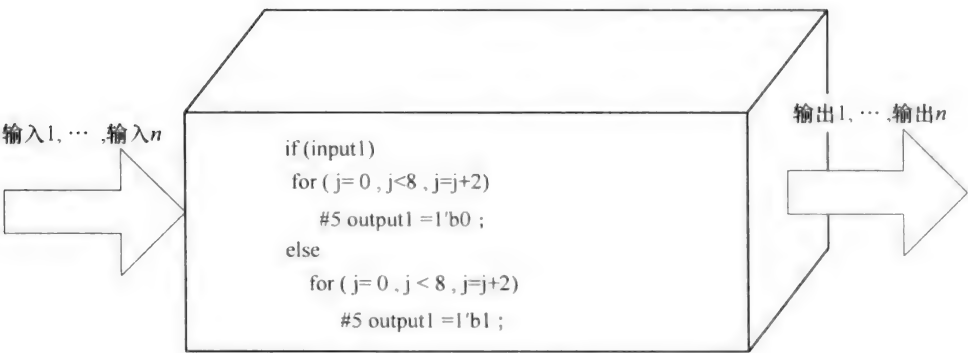 输入1, … ,输入n
输出1, … ,输出n
if (input1)
for ( j= 0 , j<8 , j=j+2)
#5 output1 =1'b0 ;
else
for ( j= 0 , j < 8 , j=j+2)
#5 output1 =1'b1 ;